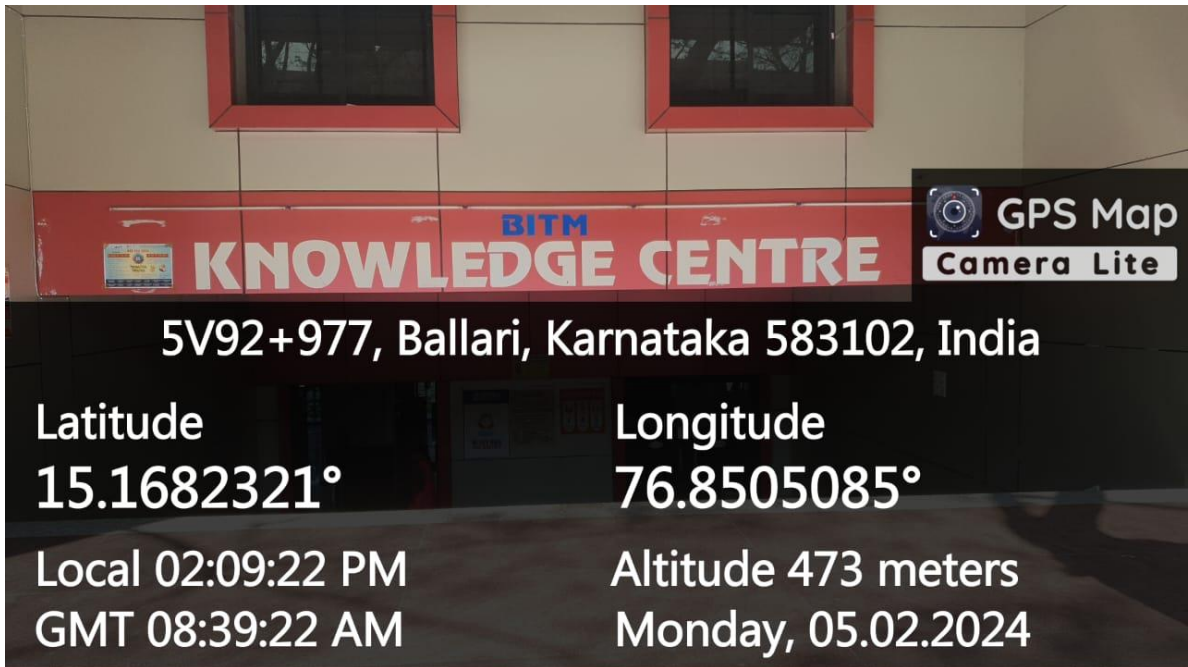 BITM
KNOWLEDGE CENTRE
GPS Map
Camera Lite
5V92+977, Ballari, Karnataka 583102, India
Latitude
15.1682321°
Longitude
76.8505085°
Local 02:09:22 PM
GMT 08:39:22 AM
Altitude 473 meters
Monday, 05.02.2024